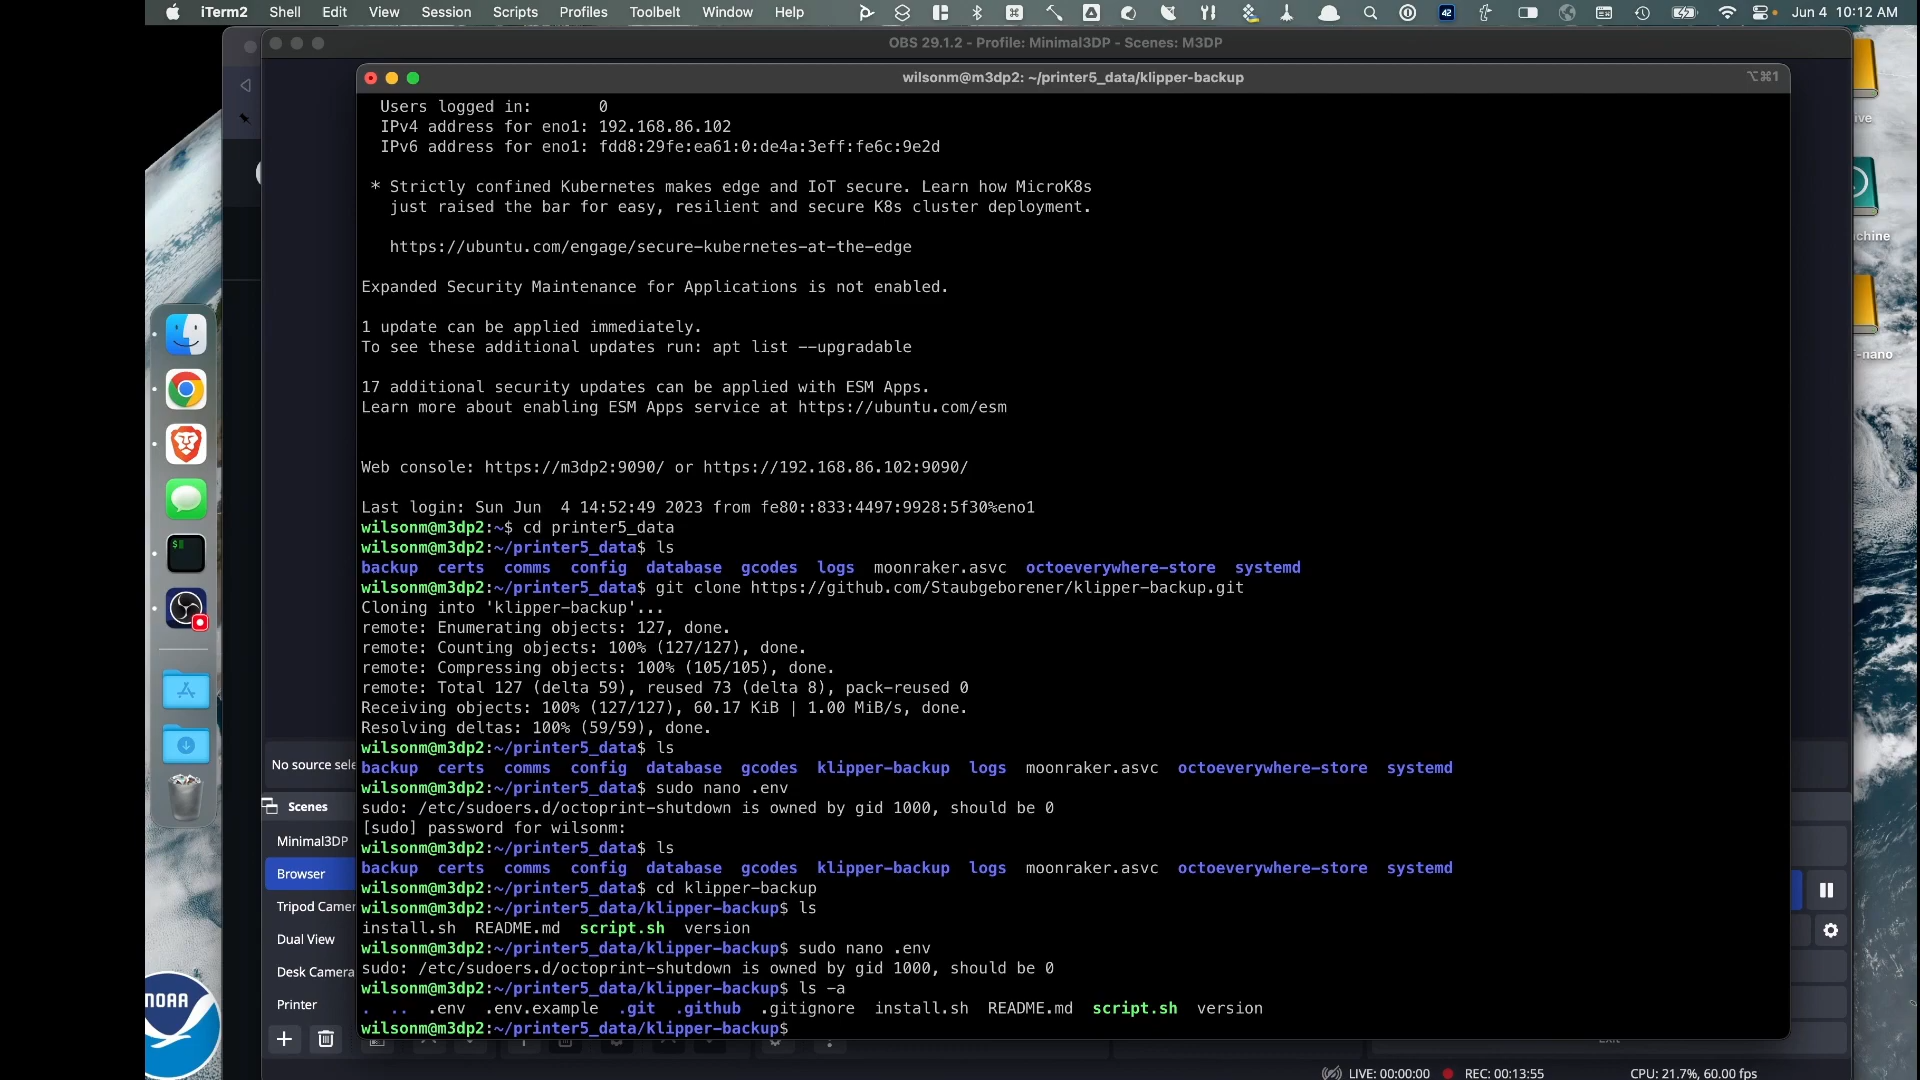 iTerm2 Shell Edit View Session Scripts Profiles Toolbelt Window Help 42 Jun 4 10:12 AM
OBS 29.1.2 - Profile: Minimal3DP - Scenes: M3DP
wilsonm@m3dp2: ~/printer5_data/klipper-backup ⌥⌘1
Users logged in: 0
IPv4 address for eno1: 192.168.86.102
IPv6 address for eno1: fdd8:29fe:ea61:0:de4a:3eff:fe6c:9e2d
* Strictly confined Kubernetes makes edge and IoT secure. Learn how MicroK8s
just raised the bar for easy, resilient and secure K8s cluster deployment.
https://ubuntu.com/engage/secure-kubernetes-at-the-edge
Expanded Security Maintenance for Applications is not enabled.
1 update can be applied immediately.
To see these additional updates run: apt list --upgradable
17 additional security updates can be applied with ESM Apps.
Learn more about enabling ESM Apps service at https://ubuntu.com/esm
Web console: https://m3dp2:9090/ or https://192.168.86.102:9090/
Last login: Sun Jun  4 14:52:49 2023 from fe80::833:4497:9928:5f30%eno1
wilsonm@m3dp2:~$ cd printer5_data
wilsonm@m3dp2:~/printer5_data$ ls
backup certs comms config database gcodes logs moonraker.asvc octoeverywhere-store systemd
wilsonm@m3dp2:~/printer5_data$ git clone https://github.com/Staubgeborener/klipper-backup.git
Cloning into 'klipper-backup'...
remote: Enumerating objects: 127, done.
remote: Counting objects: 100% (127/127), done.
remote: Compressing objects: 100% (105/105), done.
remote: Total 127 (delta 59), reused 73 (delta 8), pack-reused 0
Receiving objects: 100% (127/127), 60.17 KiB | 1.00 MiB/s, done.
Resolving deltas: 100% (59/59), done.
wilsonm@m3dp2:~/printer5_data$ ls
backup certs comms config database gcodes klipper-backup logs moonraker.asvc octoeverywhere-store systemd
wilsonm@m3dp2:~/printer5_data$ sudo nano .env
sudo: /etc/sudoers.d/octoprint-shutdown is owned by gid 1000, should be 0
[sudo] password for wilsonm:
wilsonm@m3dp2:~/printer5_data$ ls
backup certs comms config database gcodes klipper-backup logs moonraker.asvc octoeverywhere-store systemd
wilsonm@m3dp2:~/printer5_data$ cd klipper-backup
wilsonm@m3dp2:~/printer5_data/klipper-backup$ ls
install.sh README.md script.sh version
wilsonm@m3dp2:~/printer5_data/klipper-backup$ sudo nano .env
sudo: /etc/sudoers.d/octoprint-shutdown is owned by gid 1000, should be 0
wilsonm@m3dp2:~/printer5_data/klipper-backup$ ls -a
. .. .env .env.example .git .github .gitignore install.sh README.md script.sh version
wilsonm@m3dp2:~/printer5_data/klipper-backup$
No source sele
Scenes
Minimal3DP
Browser
Tripod Camer
Dual View
Desk Camera
Printer
NOAA
ive
chine
-nano
LIVE: 00:00:00 REC: 00:13:55 CPU: 21.7%, 60.00 fps